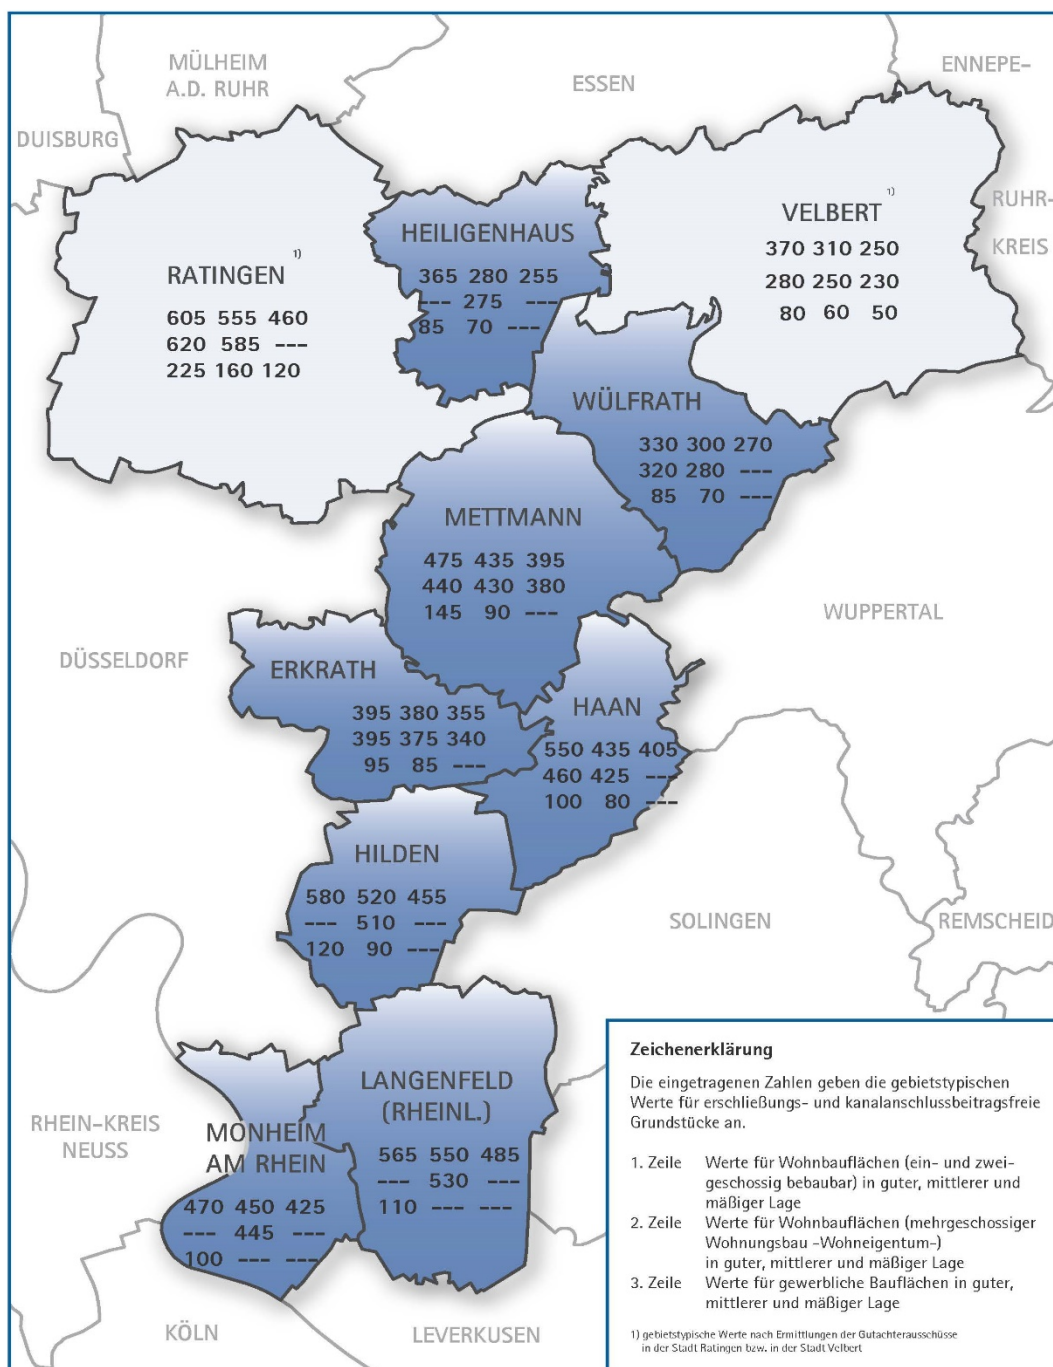 MÜLHEIM
A.D. RUHR
ESSEN
ENNEPE-
DUISBURG
RUHR-
KREIS
VELBERT 1)
370 310 250
280 250 230
80 60 50
HEILIGENHAUS
365 280 255
--- 275 ---
85 70 ---
RATINGEN 1)
605 555 460
620 585 ---
225 160 120
WÜLFRATH
330 300 270
320 280 ---
85 70 ---
METTMANN
475 435 395
440 430 380
145 90 ---
WUPPERTAL
DÜSSELDORF
ERKRATH
395 380 355
395 375 340
95 85 ---
HAAN
550 435 405
460 425 ---
100 80 ---
HILDEN
580 520 455
--- 510 ---
120 90 ---
SOLINGEN
REMSCHEID
LANGENFELD
(RHEINL.)
565 550 485
--- 530 ---
110 --- ---
RHEIN-KREIS
NEUSS
MONHEIM
AM RHEIN
470 450 425
--- 445 ---
100 --- ---
KÖLN
LEVERKUSEN
Zeichenerklärung
Die eingetragenen Zahlen geben die gebietstypischen
Werte für erschließungs- und kanalanschlussbeitragsfreie
Grundstücke an.
1. Zeile Werte für Wohnbauflächen (ein- und zwei-
geschossig bebaubar) in guter, mittlerer und
mäßiger Lage
2. Zeile Werte für Wohnbauflächen (mehrgeschossiger
Wohnungsbau -Wohneigentum-)
in guter, mittlerer und mäßiger Lage
3. Zeile Werte für gewerbliche Bauflächen in guter,
mittlerer und mäßiger Lage
1) gebietstypische Werte nach Ermittlungen der Gutachterausschüsse
in der Stadt Ratingen bzw. in der Stadt Velbert